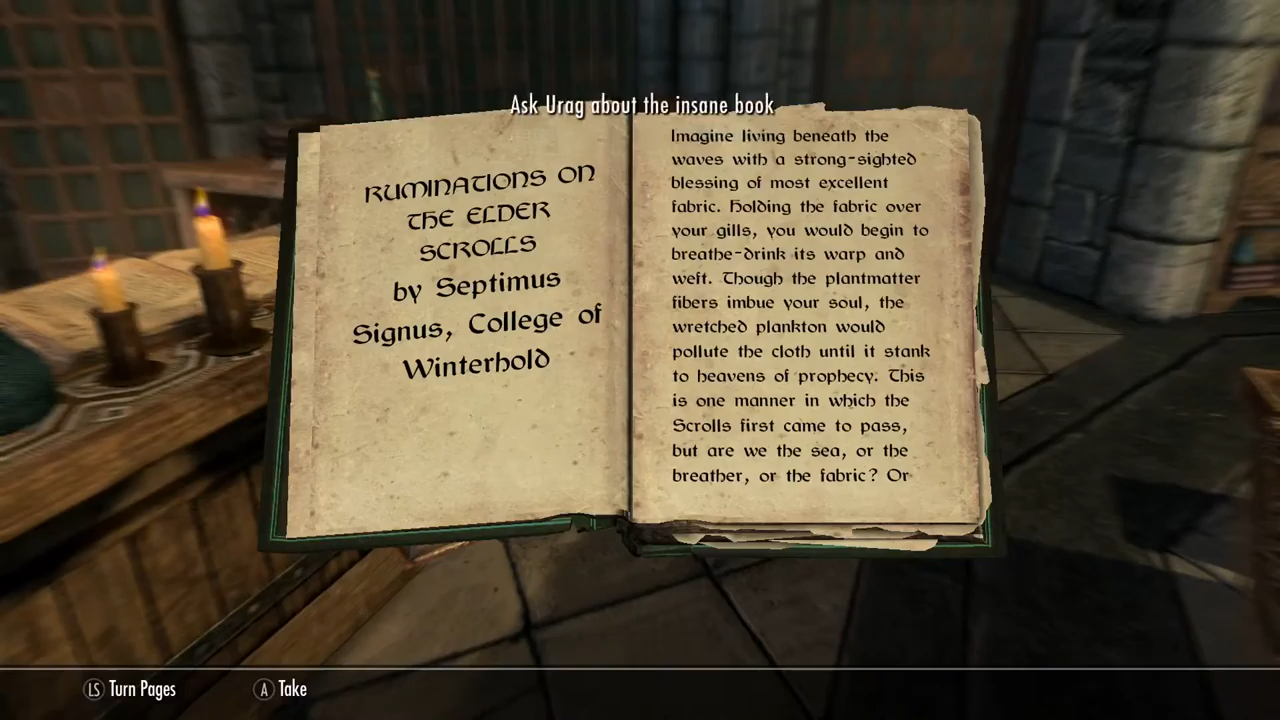 Ask Urag about the insane book
RUMINATIONS ON
THE ELDER
SCROLLS
by Septimus
Signus, College of
Winterhold
Imagine living beneath the
waves with a strong-sighted
blessing of most excellent
fabric. Holding the fabric over
your gills, you would begin to
breathe-drink its warp and
weft. Though the plantmatter
fibers imbue your soul, the
wretched plankton would
pollute the cloth until it stank
to heavens of prophecy. This
is one manner in which the
Scrolls first came to pass,
but are we the sea, or the
breather, or the fabric? Or
LS Turn Pages
A Take